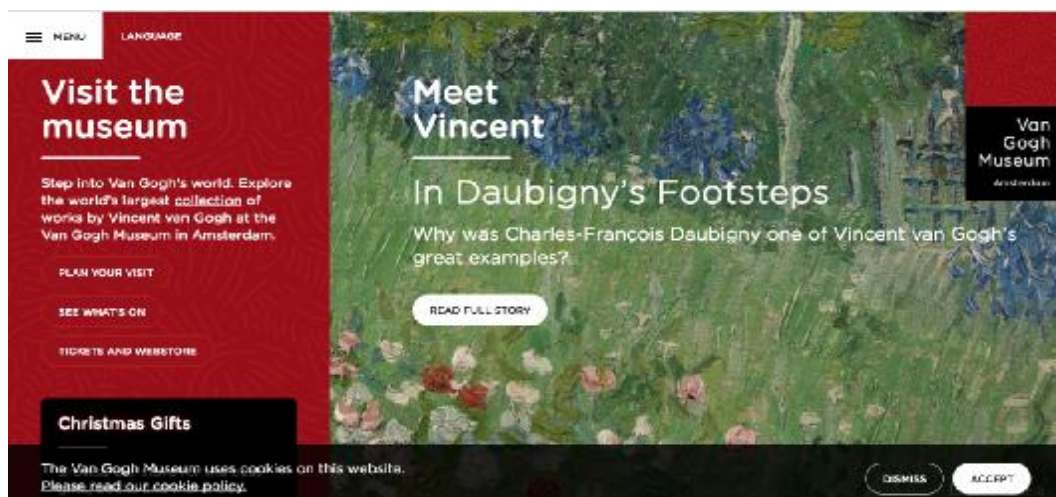 MENU
LANGUAGE
Visit the
museum
Step into Van Gogh's world. Explore
the world's largest collection of
works by Vincent van Gogh at the
Van Gogh Museum in Amsterdam.
PLAN YOUR VISIT
SEE WHAT'S ON
TICKETS AND WEBSTORE
Christmas Gifts
Meet
Vincent
In Daubigny's Footsteps
Why was Charles-François Daubigny one of Vincent van Gogh's
great examples?
READ FULL STORY
Van
Gogh
Museum
Amsterdam
The Van Gogh Museum uses cookies on this website.
Please read our cookie policy.
DISMISS
ACCEPT